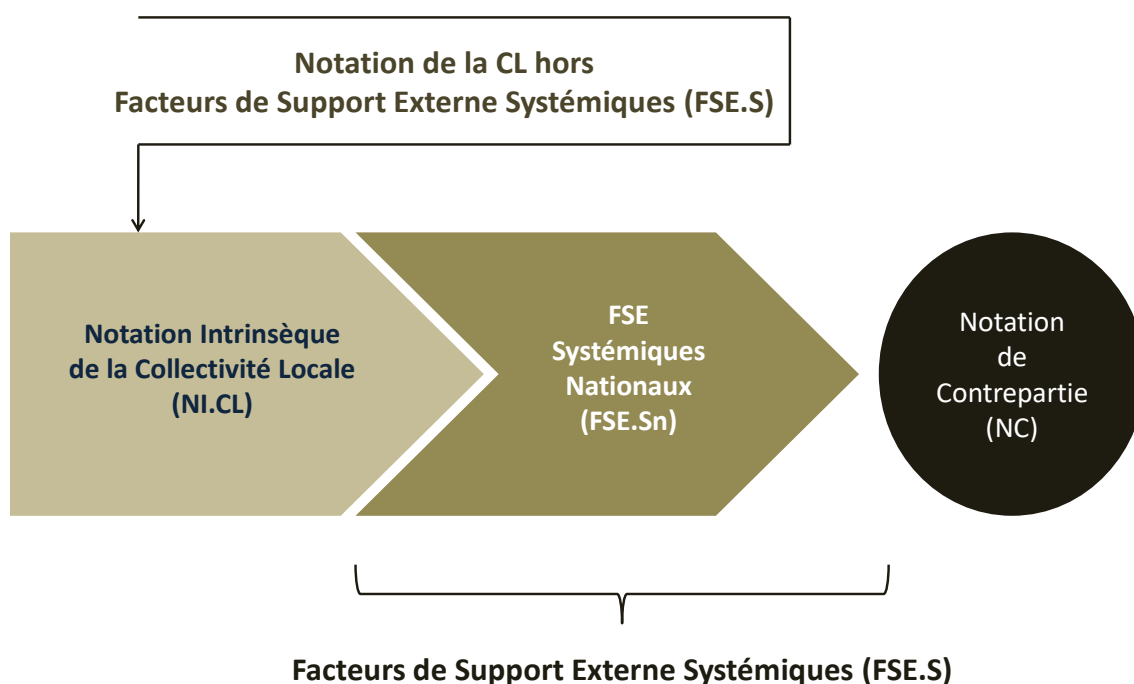 Notation de la CL hors
Facteurs de Support Externe Systémiques (FSE.S)
Notation Intrinsèque
de la Collectivité Locale
(NI.CL)
FSE
Systémiques
Nationaux
(FSE.Sn)
Notation
de
Contrepartie
(NC)
Facteurs de Support Externe Systémiques (FSE.S)